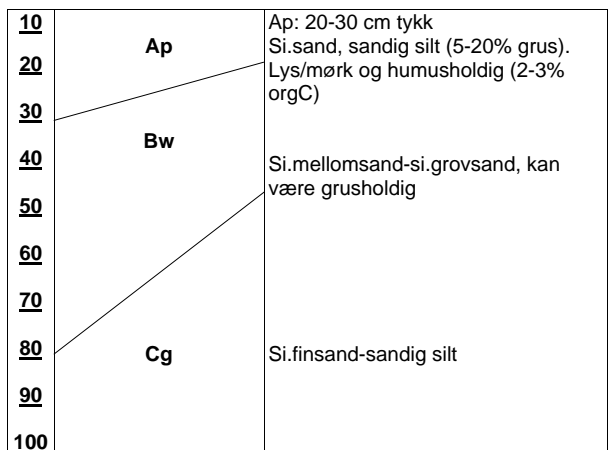 10
20
30
40
50
60
70
80
90
100
Ap
Bw
Cg
Ap: 20-30 cm tykk
Si.sand, sandig silt (5-20% grus).
Lys/mørk og humusholdig (2-3%
orgC)
Si.mellomsand-si.grovsand, kan
være grusholdig
Si.finsand-sandig silt